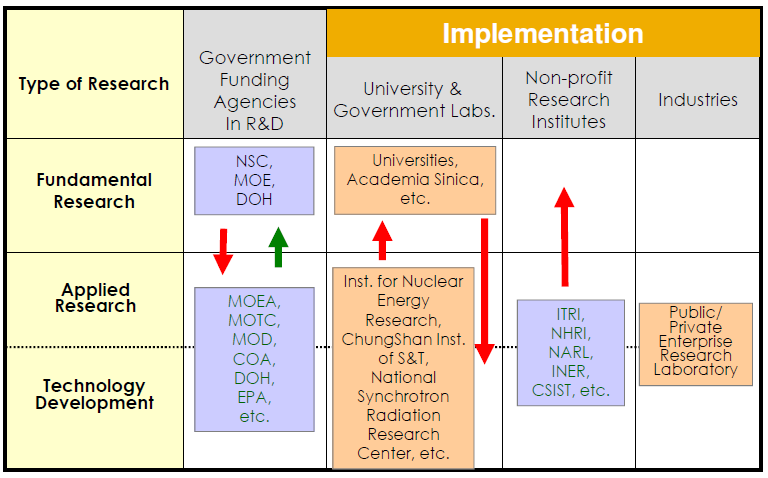 Implementation
Type of Research
Government
Funding
Agencies
In R&D
University &
Government Labs.
Non-profit
Research
Institutes
Industries
Fundamental
Research
NSC,
MOE,
DOH
Universities,
Academia Sinica,
etc.
Applied
Research
Technology
Development
MOEA,
MOTC,
MOD,
COA,
DOH,
EPA,
etc.
Inst. for Nuclear
Energy
Research,
ChungShan Inst.
of S&T,
National
Synchrotron
Radiation
Research
Center, etc.
ITRI,
NHRI,
NARL,
INER,
CSIST, etc.
Public/
Private
Enterprise
Research
Laboratory